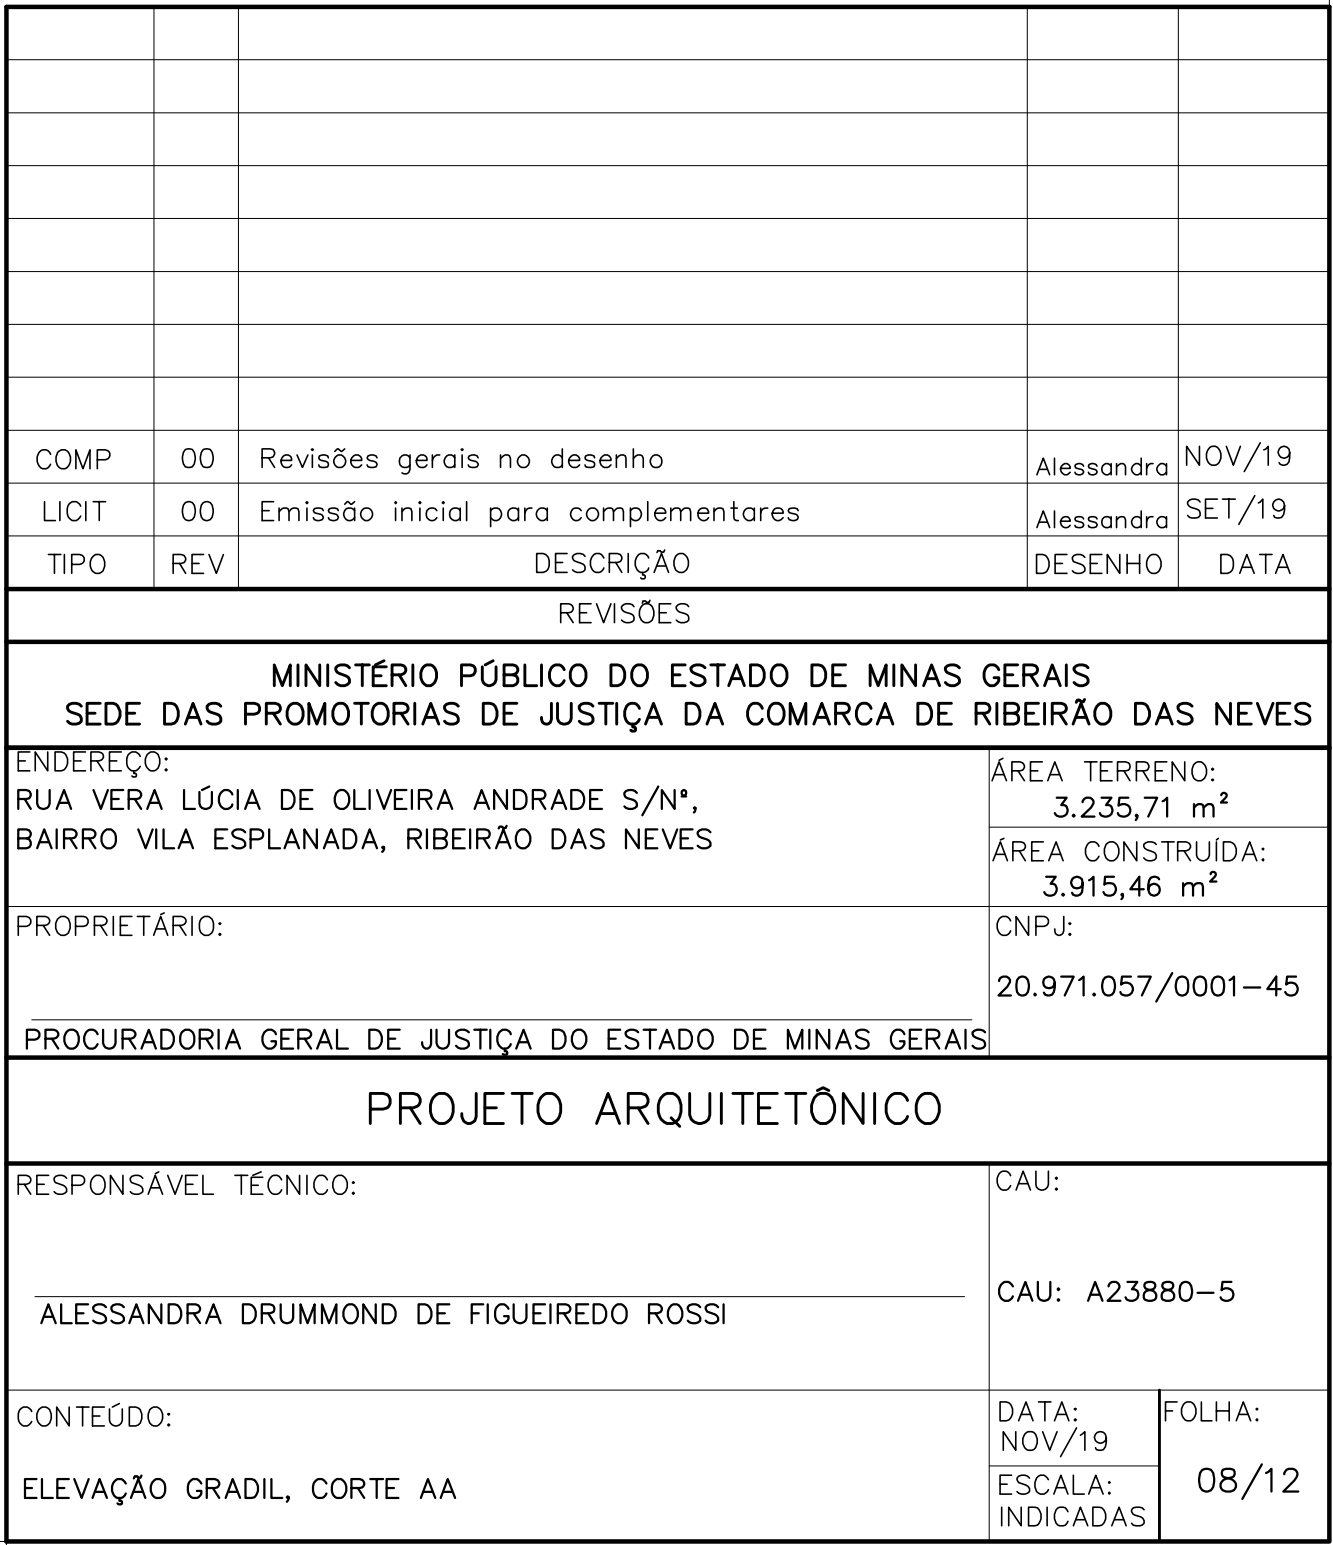 COMP 00 Revisões gerais no desenho Alessandra NOV/19
LICIT 00 Emissão inicial para complementares Alessandra SET/19
TIPO REV DESCRIÇÃO DESENHO DATA
REVISÕES
MINISTÉRIO PÚBLICO DO ESTADO DE MINAS GERAIS
SEDE DAS PROMOTORIAS DE JUSTIÇA DA COMARCA DE RIBEIRÃO DAS NEVES
ENDEREÇO:
RUA VERA LÚCIA DE OLIVEIRA ANDRADE S/Nº,
BAIRRO VILA ESPLANADA, RIBEIRÃO DAS NEVES
ÁREA TERRENO:
3.235,71 m²
ÁREA CONSTRUÍDA:
3.915,46 m²
PROPRIETÁRIO:
PROCURADORIA GERAL DE JUSTIÇA DO ESTADO DE MINAS GERAIS
CNPJ:
20.971.057/0001-45
PROJETO ARQUITETÔNICO
RESPONSÁVEL TÉCNICO:
ALESSANDRA DRUMMOND DE FIGUEIREDO ROSSI
CAU:
CAU: A23880-5
CONTEÚDO:
ELEVAÇÃO GRADIL, CORTE AA
DATA:
NOV/19
ESCALA:
INDICADAS
FOLHA:
08/12